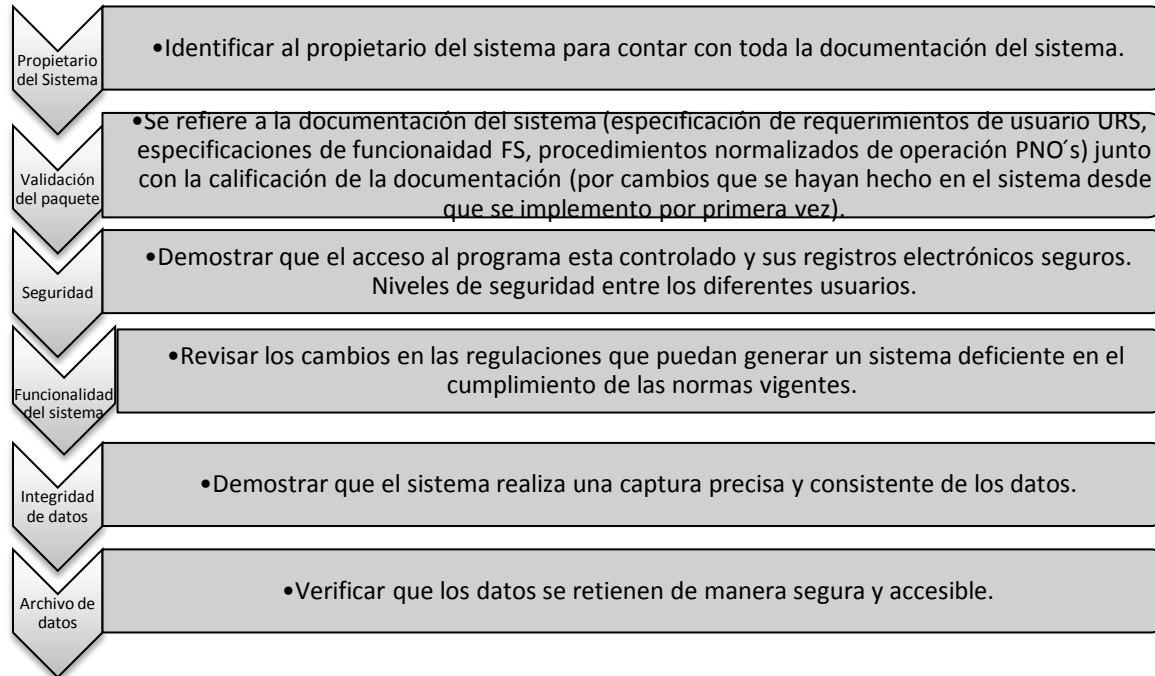 Propietario
del Sistema
•Identificar al propietario del sistema para contar con toda la documentación del sistema.
Validación
del paquete
•Se refiere a la documentación del sistema (especificación de requerimientos de usuario URS,
especificaciones de funcionaidad FS, procedimientos normalizados de operación PNO´s) junto
con la calificación de la documentación (por cambios que se hayan hecho en el sistema desde
que se implemento por primera vez).
Seguridad
•Demostrar que el acceso al programa esta controlado y sus registros electrónicos seguros.
Niveles de seguridad entre los diferentes usuarios.
Funcionalidad
del sistema
•Revisar los cambios en las regulaciones que puedan generar un sistema deficiente en el
cumplimiento de las normas vigentes.
Integridad
de datos
•Demostrar que el sistema realiza una captura precisa y consistente de los datos.
Archivo de
datos
•Verificar que los datos se retienen de manera segura y accesible.